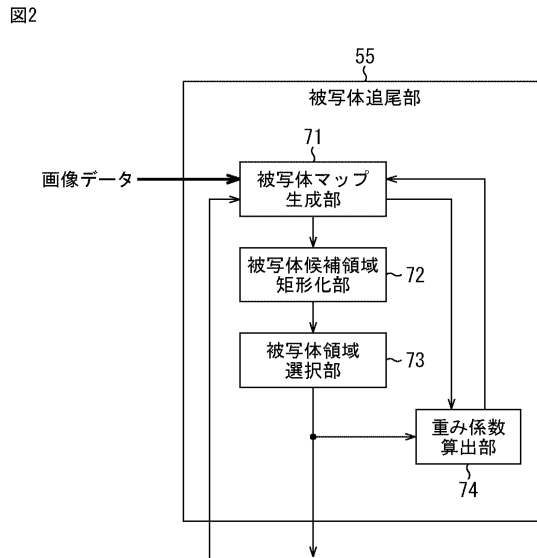 図2
55
被写体追尾部
71
画像データ
被写体マップ
生成部
被写体候補領域
矩形化部
72
被写体領域
選択部
73
重み係数
算出部
74